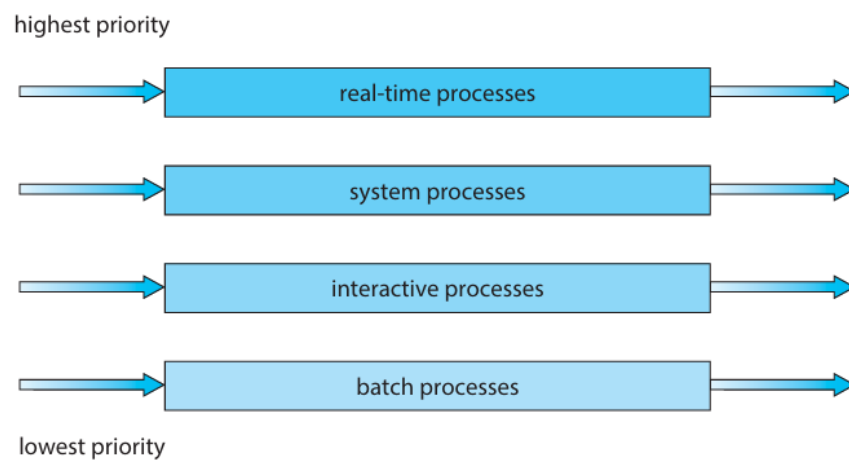 highest priority
real-time processes
system processes
interactive processes
batch processes
lowest priority